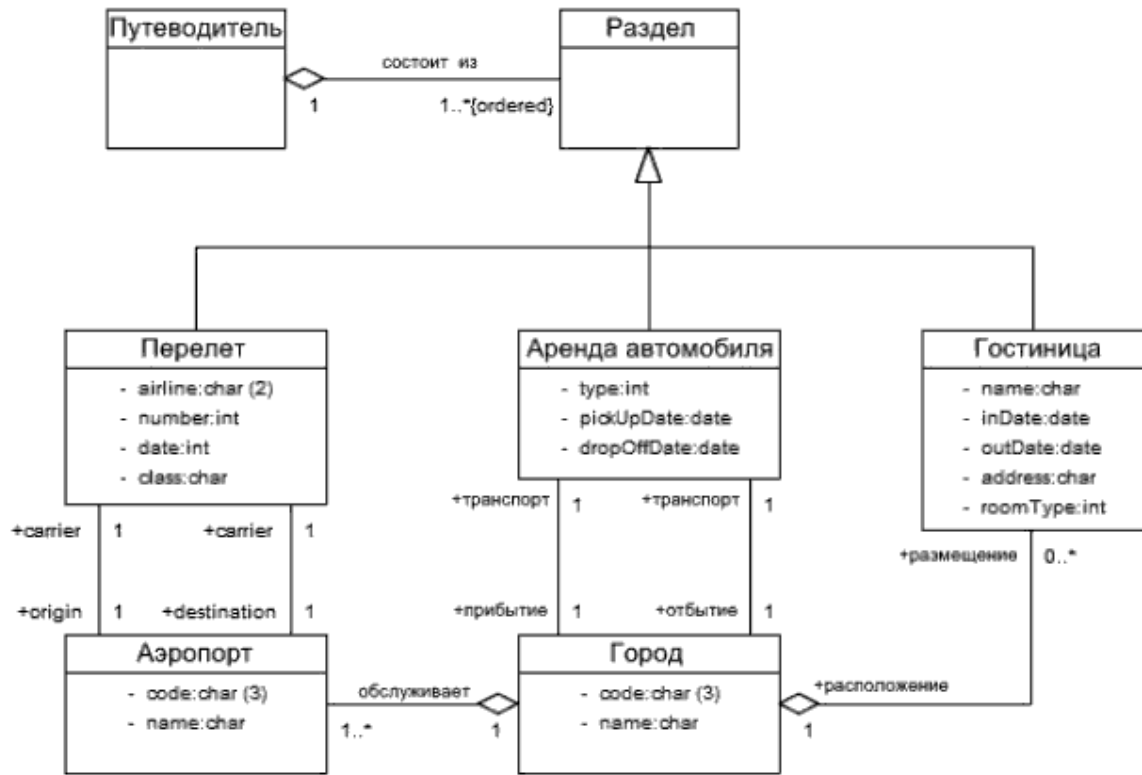 Путеводитель
Раздел
состоит из
1
1..*{ordered}
Перелет
- airline:char (2)
- number:int
- date:int
- class:char
Аренда автомобиля
- type:int
- pickUpDate:date
- dropOffDate:date
Гостиница
- name:char
- inDate:date
- outDate:date
- address:char
- roomType:int
+carrier 1 +carrier 1
+транспорт 1 +транспорт 1
+размещение 0..*
+origin 1 +destination 1
+прибытие 1 +отбытие 1
Аэропорт
- code:char (3)
- name:char
обслуживает
1..* 1
Город
- code:char (3)
- name:char
+расположение
1